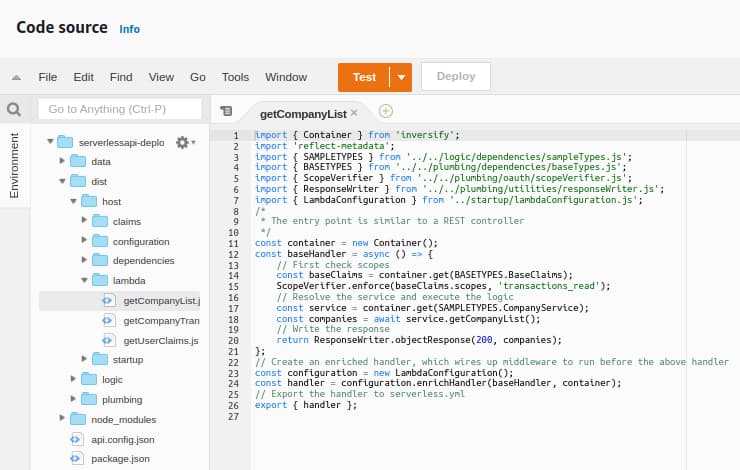 Code source Info
File Edit Find View Go Tools Window Test Deploy
Go to Anything (Ctrl-P)
getCompanyList
Environment
serverlessapi-deplo
data
dist
host
claims
configuration
dependencies
lambda
getCompanyList.j
getCompanyTran
getUserClaims.js
startup
logic
plumbing
node_modules
api.config.json
package.json
1 import { Container } from 'inversify';
2 import 'reflect-metadata';
3 import { SAMPLETYPES } from '../../logic/dependencies/sampleTypes.js';
4 import { BASETYPES } from '../../plumbing/dependencies/baseTypes.js';
5 import { ScopeVerifier } from '../../plumbing/oauth/scopeVerifier.js';
6 import { ResponseWriter } from '../../plumbing/utilities/responseWriter.js';
7 import { LambdaConfiguration } from '../startup/lambdaConfiguration.js';
8 /*
9 * The entry point is similar to a REST controller
10 */
11 const container = new Container();
12 const baseHandler = async () => {
13 // First check scopes
14 const baseClaims = container.get(BASETYPES.BaseClaims);
15 ScopeVerifier.enforce(baseClaims.scopes, 'transactions_read');
16 // Resolve the service and execute the logic
17 const service = container.get(SAMPLETYPES.CompanyService);
18 const companies = await service.getCompanyList();
19 // Write the response
20 return ResponseWriter.objectResponse(200, companies);
21 };
22 // Create an enriched handler, which wires up middleware to run before the above handler
23 const configuration = new LambdaConfiguration();
24 const handler = configuration.enrichHandler(baseHandler, container);
25 // Export the handler to serverless.yml
26 export { handler };
27